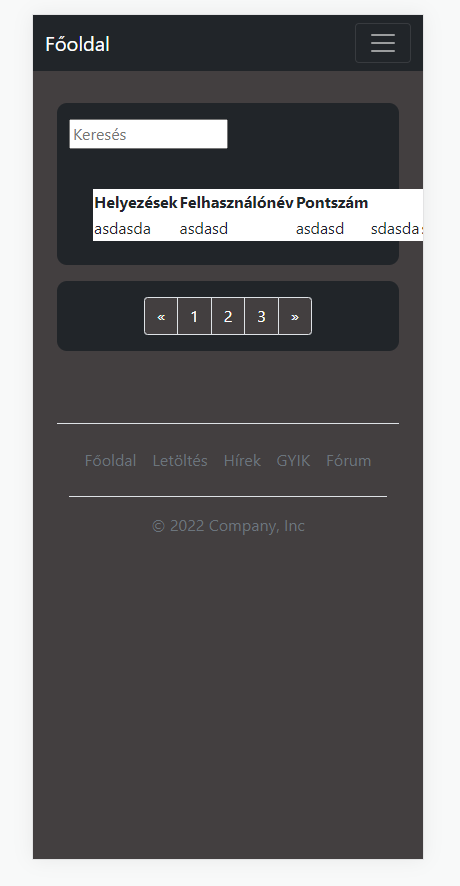 Főoldal
Keresés
Helyezések Felhasználónév Pontszám
asdasda asdasd asdasd sdasda
« 1 2 3 »
Főoldal Letöltés Hírek GYIK Fórum
© 2022 Company, Inc